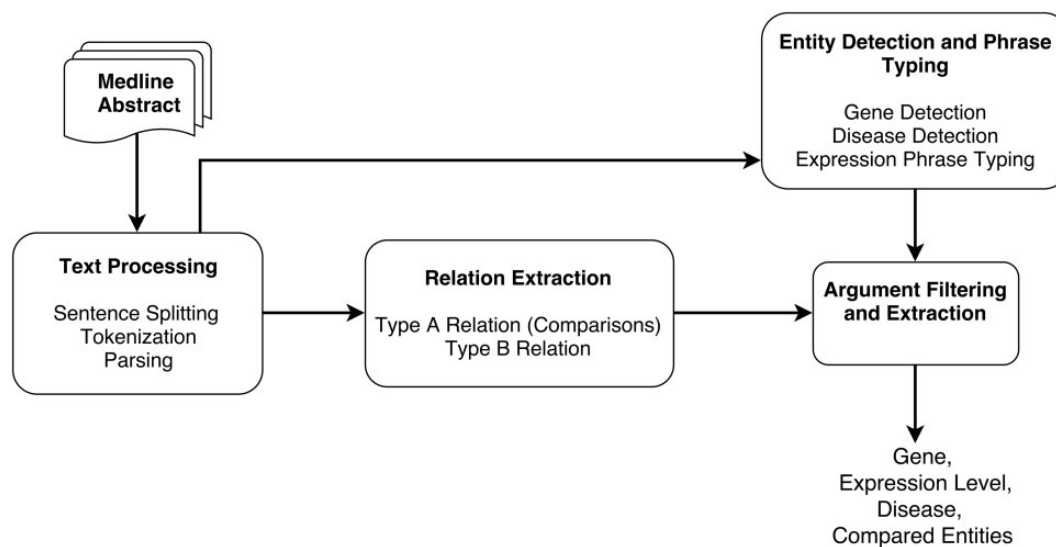 Medline
Abstract
Entity Detection and Phrase
Typing
Gene Detection
Disease Detection
Expression Phrase Typing
Text Processing
Sentence Splitting
Tokenization
Parsing
Relation Extraction
Type A Relation (Comparisons)
Type B Relation
Argument Filtering
and Extraction
Gene,
Expression Level,
Disease,
Compared Entities